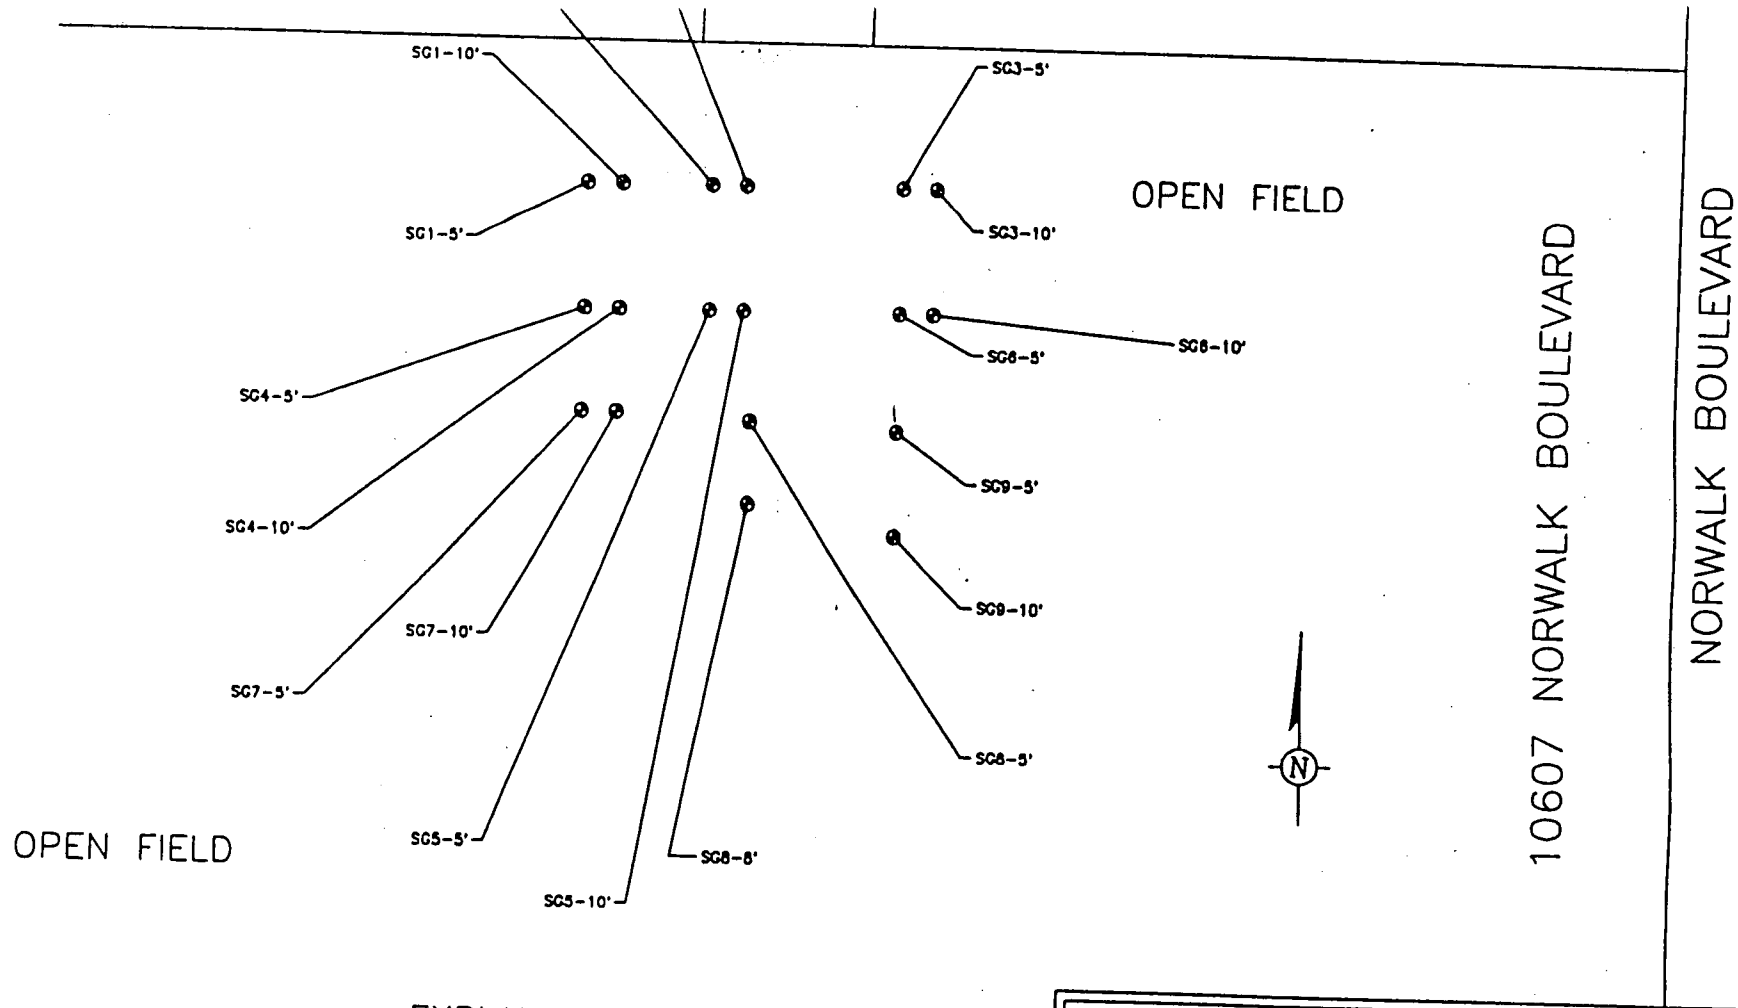 SG1-10'
SG3-5'
OPEN FIELD
SG1-5'
SG3-10'
SG6-5'
SG6-10'
SG4-5'
SG9-5'
SG4-10'
SG9-10'
SG7-10'
SG7-5'
SG8-5'
N
OPEN FIELD
SG5-5'
SG8-8'
SG5-10'
10607 NORWALK BOULEVARD
NORWALK BOULEVARD